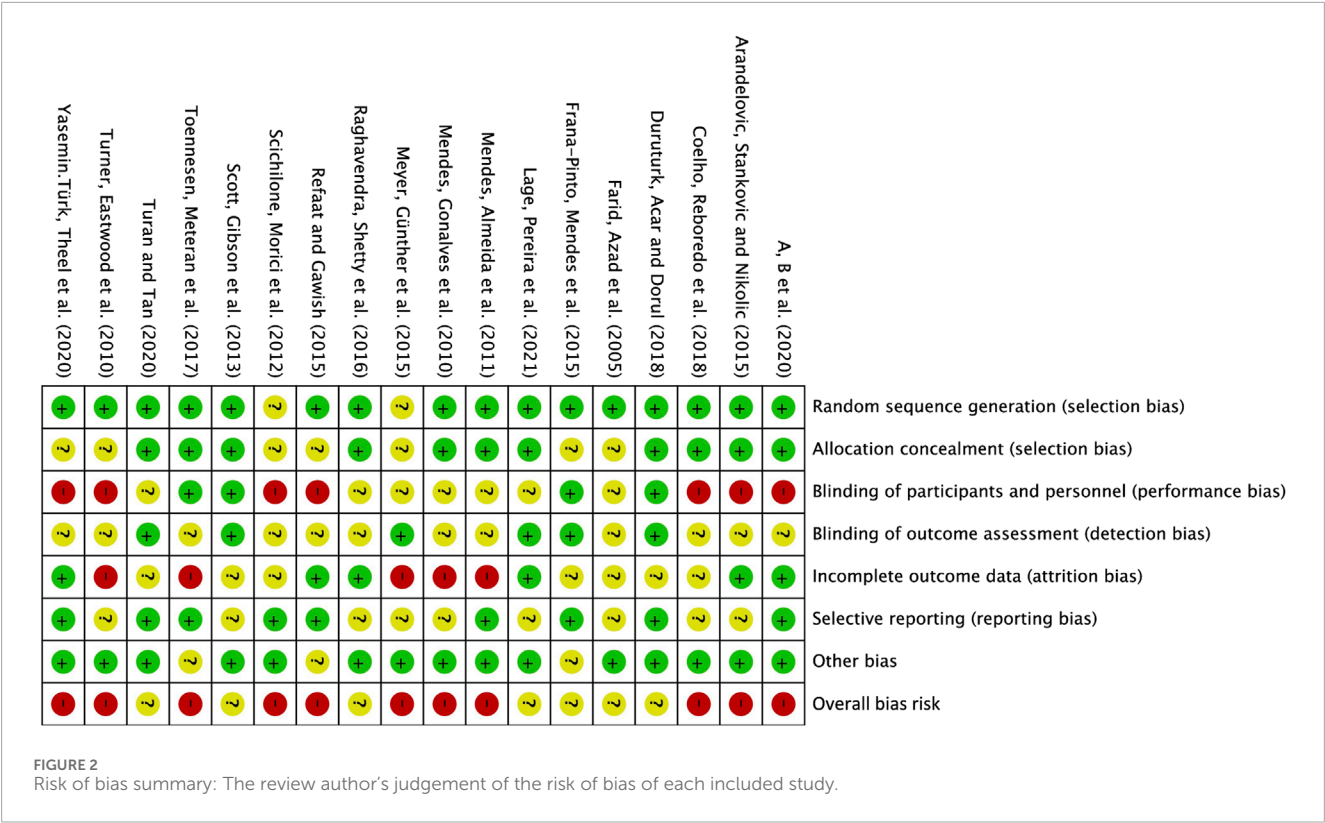 Yasemin.Türk, Theel et al. (2020)
Turner, Eastwood et al. (2010)
Turan and Tan (2020)
Toennesen, Meteran et al. (2017)
Scott, Gibson et al. (2013)
Scichilone, Morici et al. (2012)
Refaat and Gawish (2015)
Raghavendra, Shetty et al. (2016)
Meyer, Günther et al. (2015)
Mendes, Gonalves et al. (2010)
Mendes, Almeida et al. (2011)
Lage, Pereira et al. (2021)
Frana-Pinto, Mendes et al. (2015)
Farid, Azad et al. (2005)
Duruturk, Acar and Dorul (2018)
Coelho, Reboredo et al. (2018)
Arandelovic, Stankovic and Nikolic (2015)
A, B et al. (2020)
+ + + + + ? + + ? + + + + + + + + + Random sequence generation (selection bias)
? ? + + + ? ? + ? + + + ? ? + + + + Allocation concealment (selection bias)
- - ? + + - - ? ? ? ? ? + ? + - - - Blinding of participants and personnel (performance bias)
? ? + ? + ? ? ? + ? ? + + ? + ? ? ? Blinding of outcome assessment (detection bias)
+ - ? - ? ? + + - - - + ? ? ? ? + + Incomplete outcome data (attrition bias)
+ ? + + ? + + ? ? ? + ? + ? + ? ? + Selective reporting (reporting bias)
+ + + ? + + ? + + + + + ? + + + + + Other bias
- - ? - ? - - ? - - - ? ? ? ? - - - Overall bias risk
FIGURE 2
Risk of bias summary: The review author's judgement of the risk of bias of each included study.